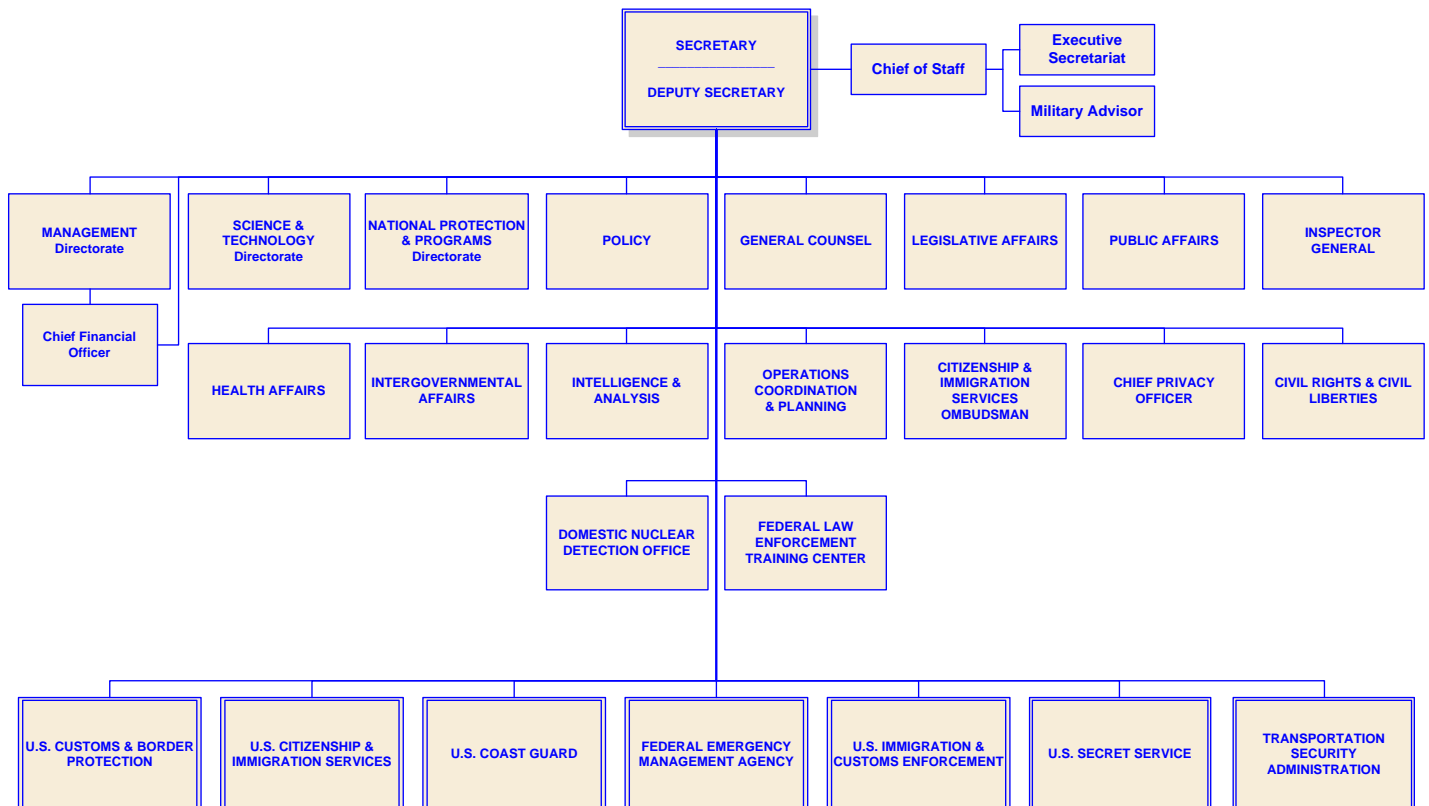 SECRETARY
DEPUTY SECRETARY
Chief of Staff
Executive
Secretariat
Military Advisor
MANAGEMENT
Directorate
SCIENCE &
TECHNOLOGY
Directorate
NATIONAL PROTECTION
& PROGRAMS
Directorate
POLICY
GENERAL COUNSEL
LEGISLATIVE AFFAIRS
PUBLIC AFFAIRS
INSPECTOR
GENERAL
Chief Financial
Officer
HEALTH AFFAIRS
INTERGOVERNMENTAL
AFFAIRS
INTELLIGENCE &
ANALYSIS
OPERATIONS
COORDINATION
& PLANNING
CITIZENSHIP &
IMMIGRATION
SERVICES
OMBUDSMAN
CHIEF PRIVACY
OFFICER
CIVIL RIGHTS & CIVIL
LIBERTIES
DOMESTIC NUCLEAR
DETECTION OFFICE
FEDERAL LAW
ENFORCEMENT
TRAINING CENTER
U.S. CUSTOMS & BORDER
PROTECTION
U.S. CITIZENSHIP &
IMMIGRATION SERVICES
U.S. COAST GUARD
FEDERAL EMERGENCY
MANAGEMENT AGENCY
U.S. IMMIGRATION &
CUSTOMS ENFORCEMENT
U.S. SECRET SERVICE
TRANSPORTATION
SECURITY
ADMINISTRATION